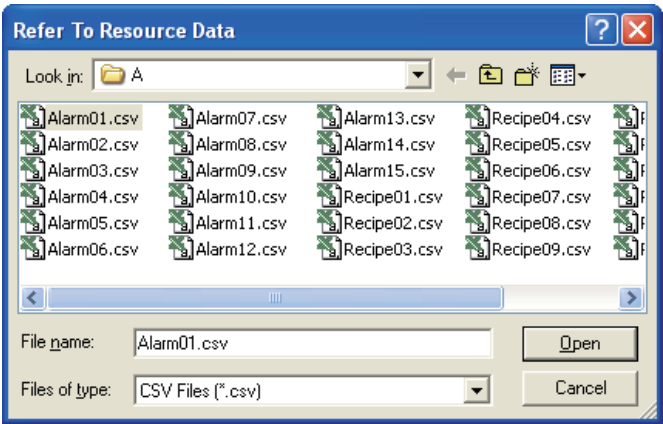 Refer To Resource Data
Look in: A
Alarm01.csv Alarm07.csv Alarm13.csv Recipe04.csv
Alarm02.csv Alarm08.csv Alarm14.csv Recipe05.csv
Alarm03.csv Alarm09.csv Alarm15.csv Recipe06.csv
Alarm04.csv Alarm10.csv Recipe01.csv Recipe07.csv
Alarm05.csv Alarm11.csv Recipe02.csv Recipe08.csv
Alarm06.csv Alarm12.csv Recipe03.csv Recipe09.csv
File name: Alarm01.csv Open
Files of type: CSV Files (*.csv) Cancel